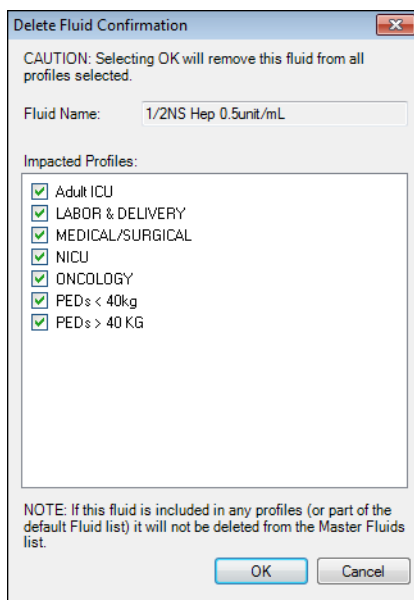 Delete Fluid Confirmation
CAUTION: Selecting OK will remove this fluid from all
profiles selected.
Fluid Name: 1/2NS Hep 0.5unit/mL
Impacted Profiles:
Adult ICU
LABOR & DELIVERY
MEDICAL/SURGICAL
NICU
ONCOLOGY
PEDs < 40kg
PEDs > 40 KG
NOTE: If this fluid is included in any profiles (or part of the
default Fluid list) it will not be deleted from the Master Fluids
list.
OK Cancel